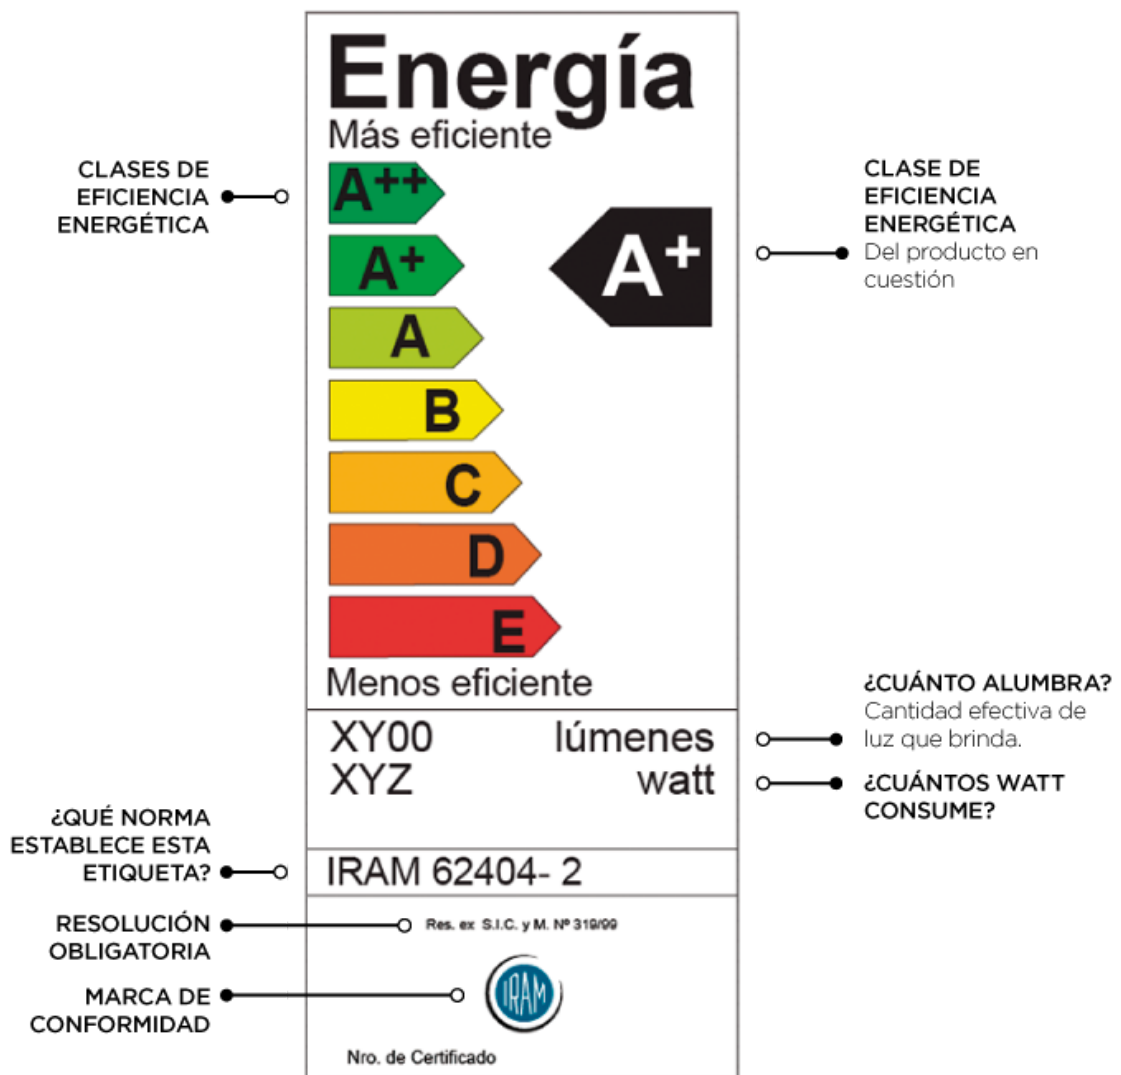 Energía
Más eficiente
CLASES DE
EFICIENCIA
ENERGÉTICA
A++
A+
A
B
C
D
E
A+
CLASE DE
EFICIENCIA
ENERGÉTICA
Del producto en
cuestión
Menos eficiente
XY00 lúmenes
XYZ watt
¿CUÁNTO ALUMBRA?
Cantidad efectiva de
luz que brinda.
¿CUÁNTOS WATT
CONSUME?
¿QUÉ NORMA
ESTABLECE ESTA
ETIQUETA?
IRAM 62404- 2
RESOLUCIÓN
OBLIGATORIA
Res. ex S.I.C. y M. Nº 319/99
MARCA DE
CONFORMIDAD
IRAM
Nro. de Certificado